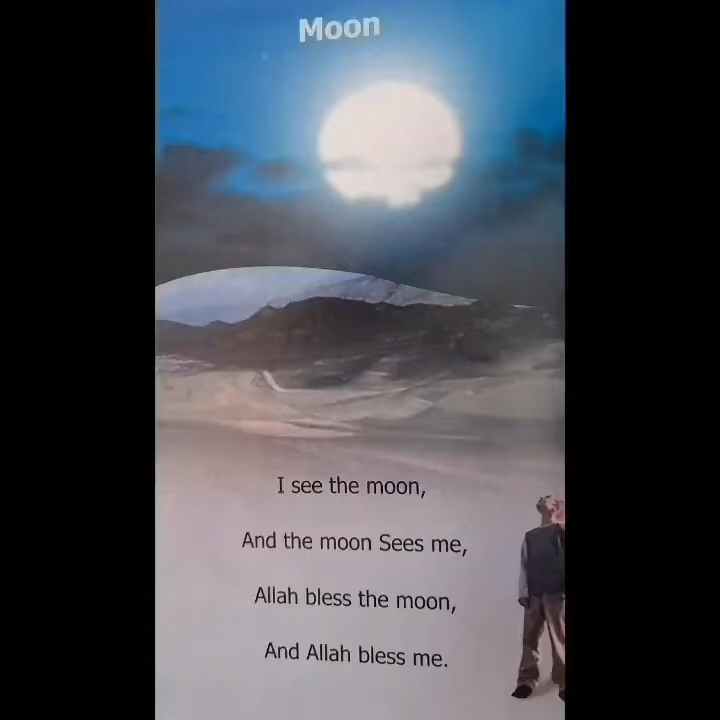 Moon
I see the moon,
And the moon Sees me,
Allah bless the moon,
And Allah bless me.